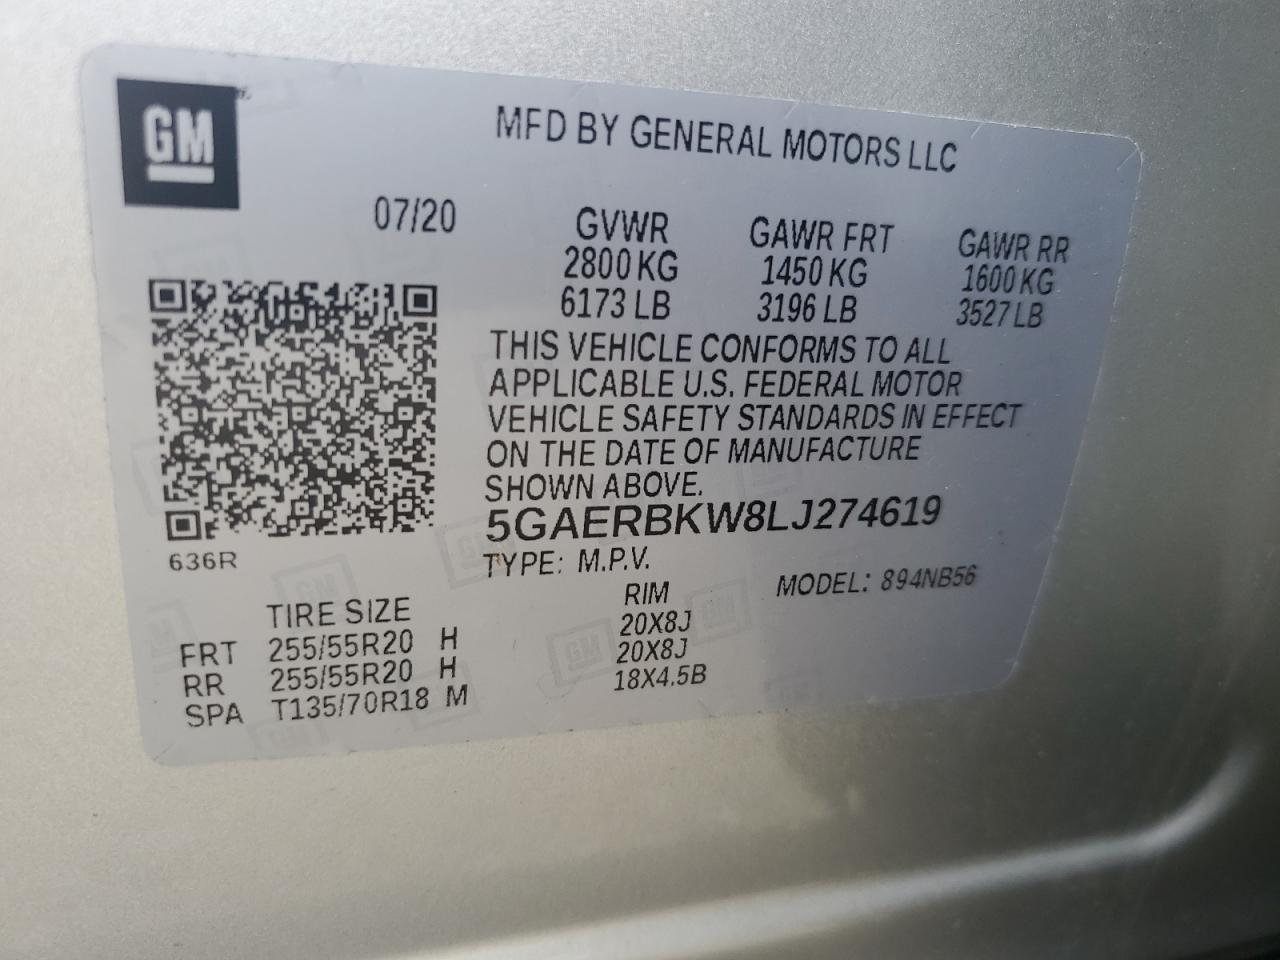 GM
MFD BY GENERAL MOTORS LLC
07/20
GVWR GAWR FRT GAWR RR
2800 KG 1450 KG 1600 KG
6173 LB 3196 LB 3527 LB
THIS VEHICLE CONFORMS TO ALL
APPLICABLE U.S. FEDERAL MOTOR
VEHICLE SAFETY STANDARDS IN EFFECT
ON THE DATE OF MANUFACTURE
SHOWN ABOVE.
5GAERBKW8LJ274619
636R
TYPE: M.P.V. MODEL: 894NB56
TIRE SIZE RIM
FRT 255/55R20 H 20X8J
RR 255/55R20 H 20X8J
SPA T135/70R18 M 18X4.5B